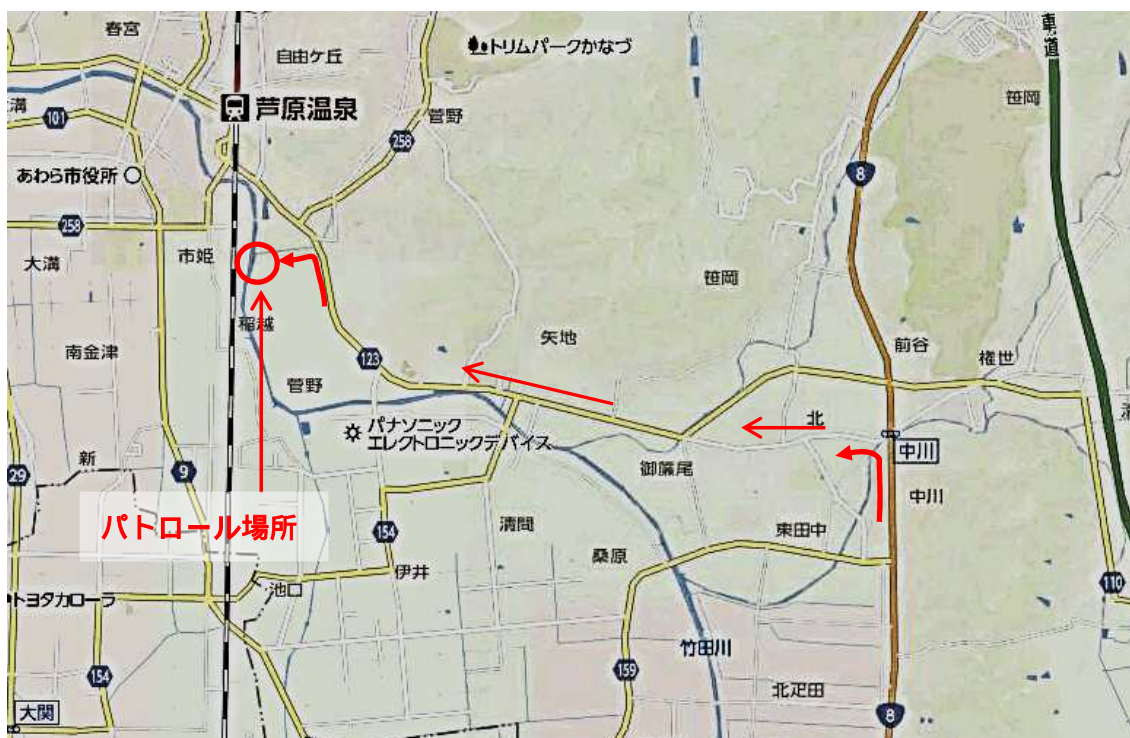 春宮
自由ケ丘
トリムパークかなづ
車道
笹岡
溝
101
芦原温泉
菅野
258
8
あわら市役所
258
市姫
大溝
笹岡
稲越
矢地
南金津
123
前谷
権世
菅野
パナソニック
エレクトロニックデバイス
北
中川
新
9
29
御簾尾
中川
パトロール場所
清間
154
東田中
桑原
伊井
池口
トヨタカローラ
110
竹田川
154
159
北疋田
大関
8